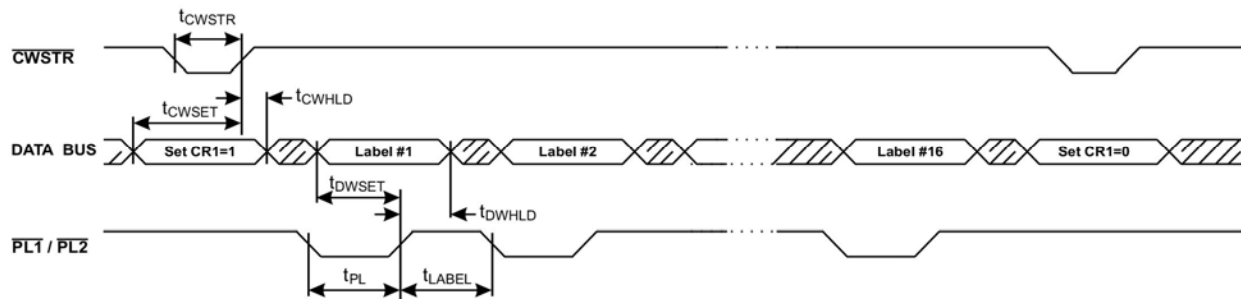 tCWSTR
CWSTR
tCWSET
tCWHLD
DATA BUS
Set CR1=1
Label #1
Label #2
Label #16
Set CR1=0
tDWSET
tDWHLD
PL1 / PL2
tPL
tLABEL